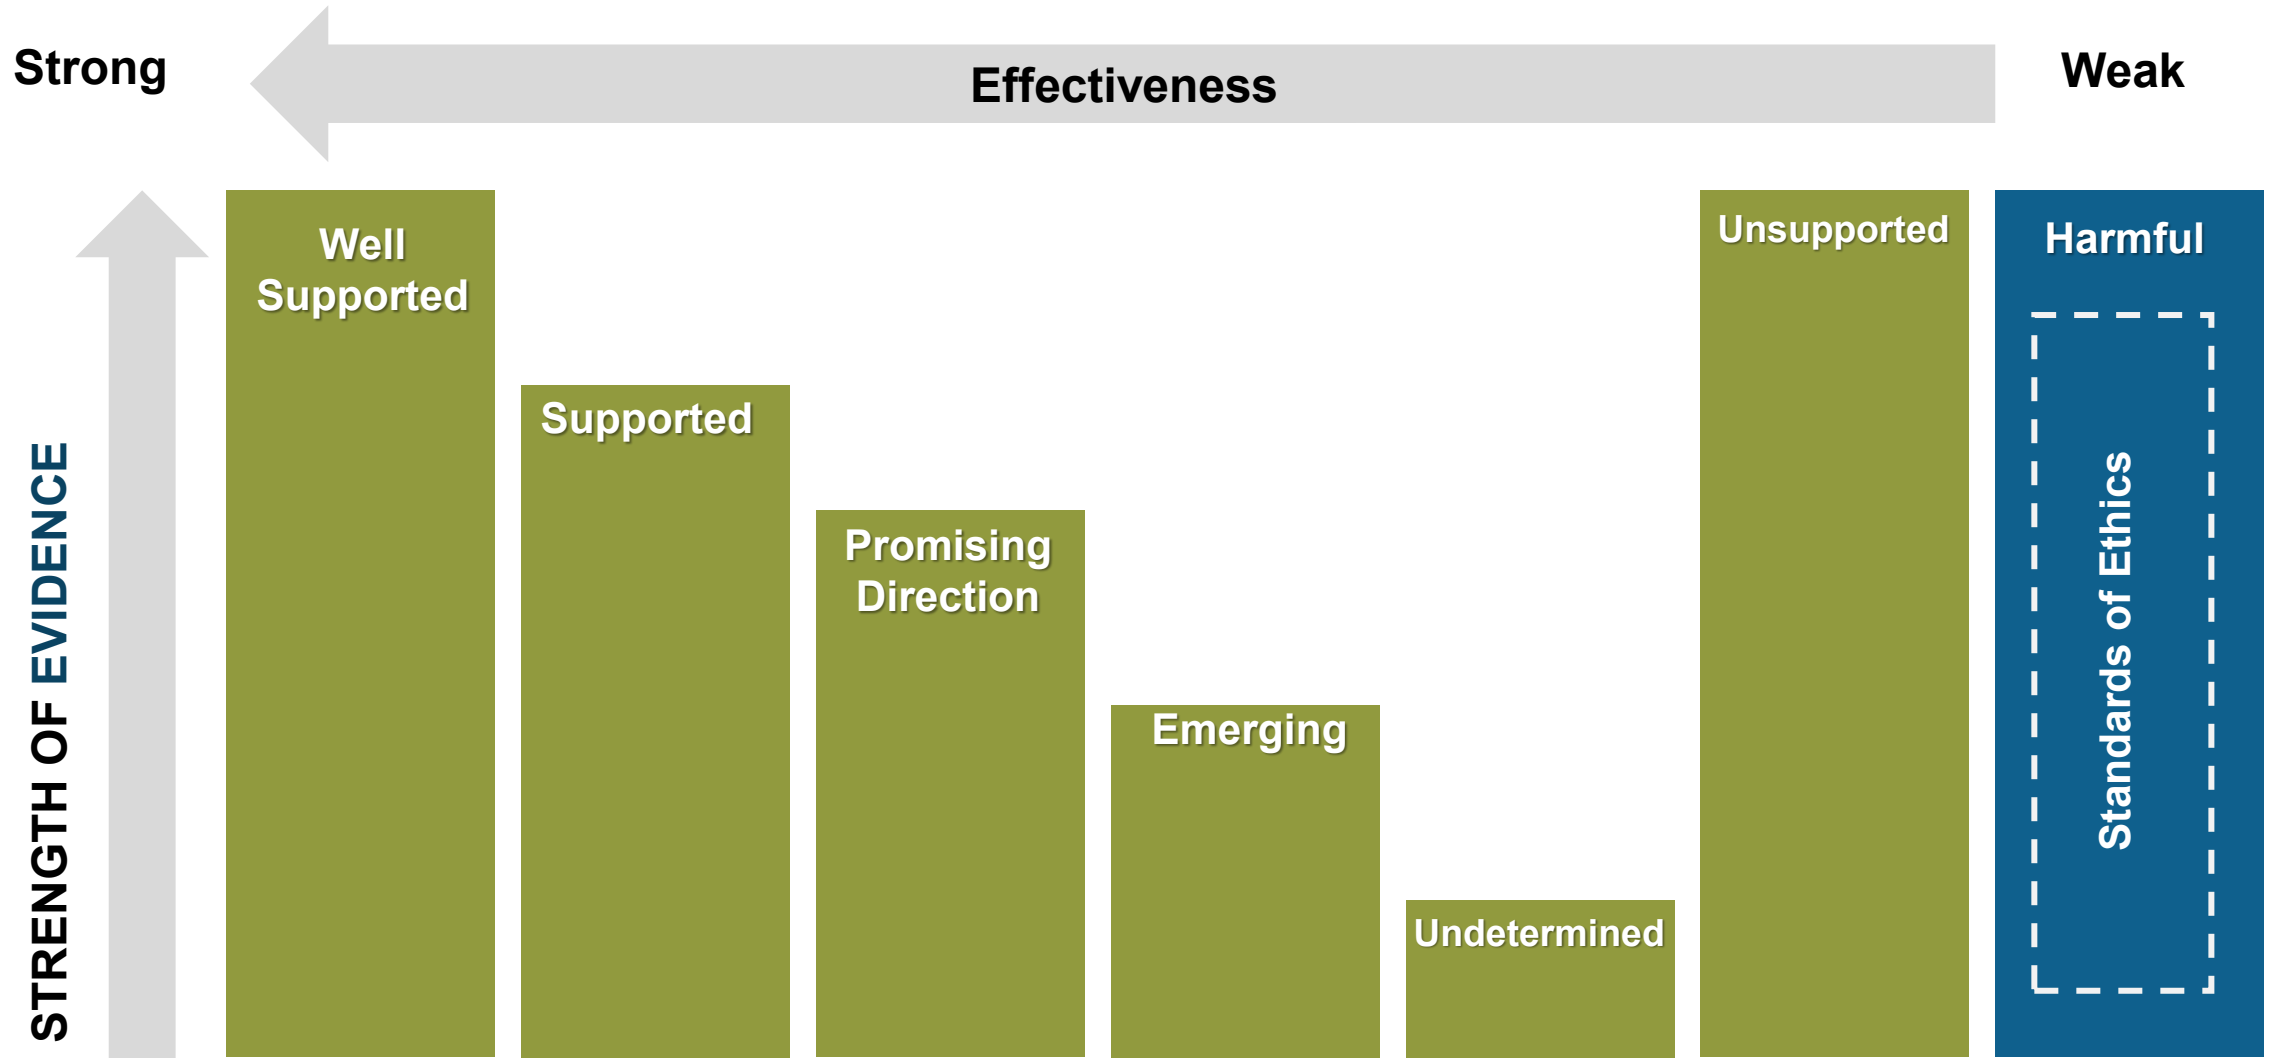 Strong
Effectiveness
Weak
STRENGTH OF EVIDENCE
Well
Supported
Supported
Promising
Direction
Emerging
Undetermined
Unsupported
Harmful
Standards of Ethics